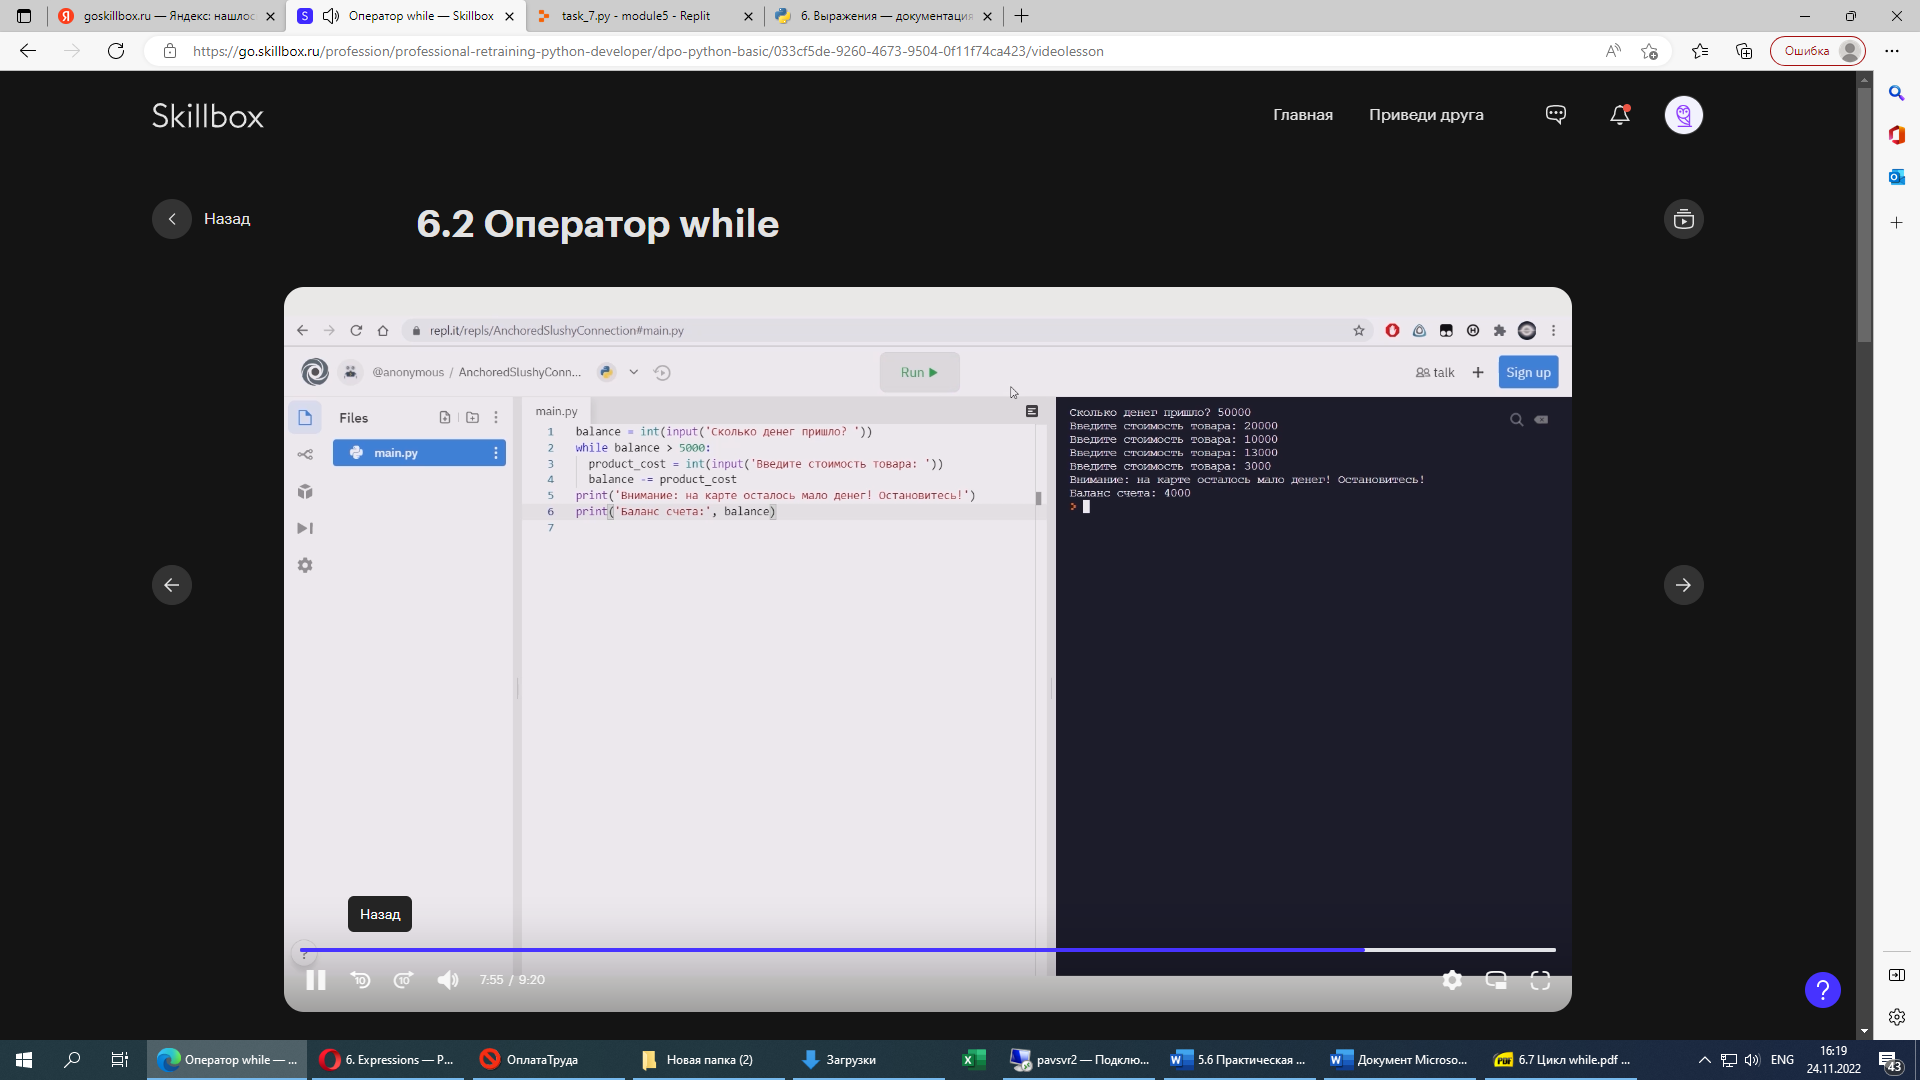 goskillbox.ru — Яндекс: нашлос
Оператор while — Skillbox
task_7.py - module5 - Replit
6. Выражения — документация
https://go.skillbox.ru/profession/professional-retraining-python-developer/dpo-python-basic/033cf5de-9260-4673-9504-0f11f74ca423/videolesson
Ошибка
Skillbox
Главная
Приведи друга
Назад
6.2 Оператор while
repl.it/repls/AnchoredSlushyConnection#main.py
@anonymous / AnchoredSlushyConn...
Run
talk
Sign up
Files
main.py
main.py
1 balance = int(input('Сколько денег пришло? '))
2 while balance > 5000:
3 product_cost = int(input('Введите стоимость товара: '))
4 balance -= product_cost
5 print('Внимание: на карте осталось мало денег! Остановитесь!')
6 print('Баланс счета:', balance)
7
Сколько денег пришло? 50000
Введите стоимость товара: 20000
Введите стоимость товара: 10000
Введите стоимость товара: 13000
Введите стоимость товара: 3000
Внимание: на карте осталось мало денег! Остановитесь!
Баланс счета: 4000
>
Назад
?
10
10
7:55 / 9:20
?
Оператор while — ...
6. Expressions — P...
ОплатаТруда
Новая папка (2)
Загрузки
pavsvr2 — Подклю...
5.6 Практическая ...
Документ Microso...
6.7 Цикл while.pdf ...
ENG
16:19
24.11.2022
43